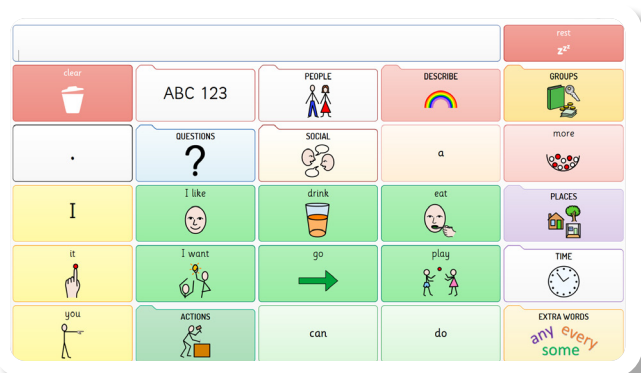 rest
zzz
clear
ABC 123
PEOPLE
DESCRIBE
GROUPS
.
QUESTIONS
?
SOCIAL
a
more
I
I like
drink
eat
PLACES
it
I want
go
play
TIME
you
ACTIONS
can
do
EXTRA WORDS
any every
some